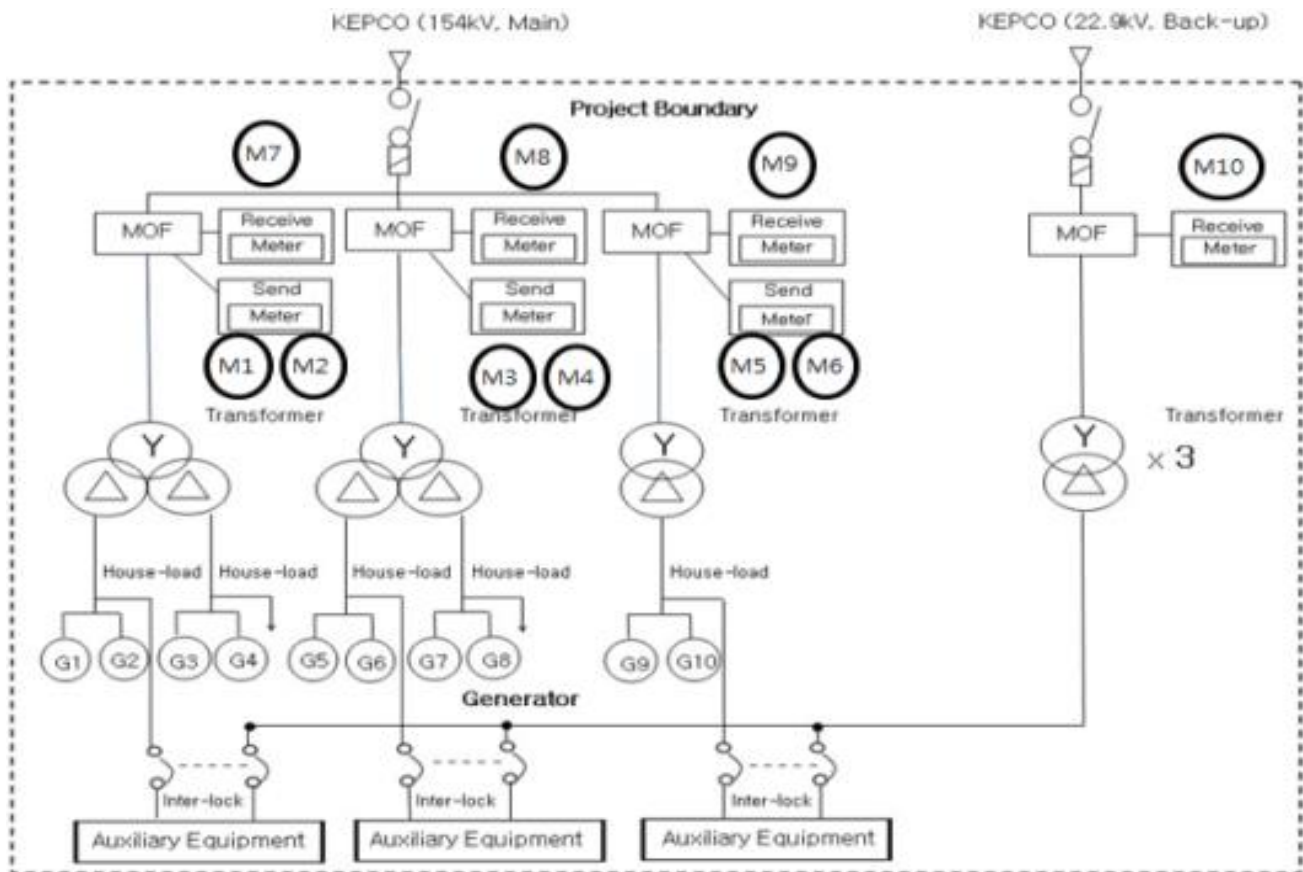 KEPCO (154kV, Main)
KEPCO (22.9kV, Back-up)
Project Boundary
M7
M8
M9
M10
MOF
Receive
Meter
MOF
Receive
Meter
MOF
Receive
Meter
MOF
Receive
Meter
Send
Meter
Send
Meter
Send
Meter
M1
M2
M3
M4
M5
M6
Transformer
Transformer
Transformer
Transformer
Y
Y
Y
Y
x 3
House-load
House-load
House-load
House-load
House-load
G1
G2
G3
G4
G5
G6
G7
G8
G9
G10
Generator
Inter-lock
Inter-lock
Inter-lock
Auxiliary Equipment
Auxiliary Equipment
Auxiliary Equipment